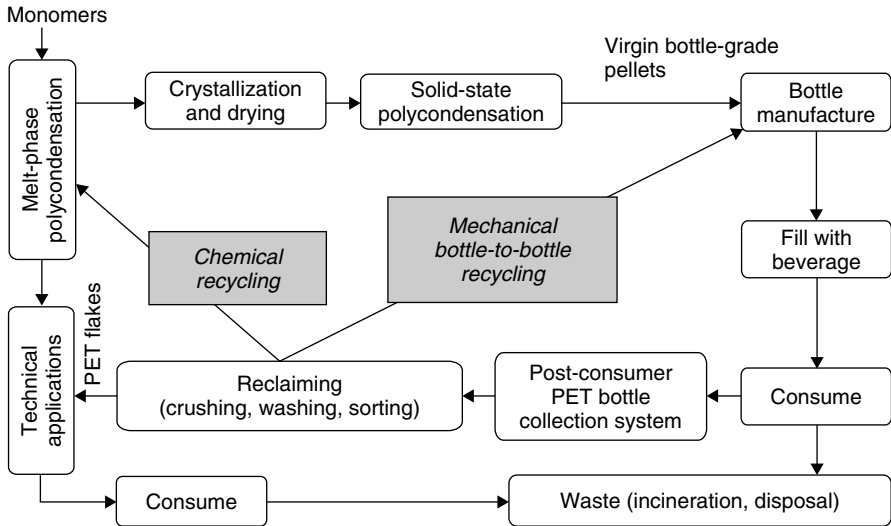 Monomers
Melt-phase
polycondensation
Crystallization
and drying
Solid-state
polycondensation
Virgin bottle-grade
pellets
Bottle
manufacture
Chemical
recycling
Mechanical
bottle-to-bottle
recycling
Fill with
beverage
Technical
applications
PET flakes
Reclaiming
(crushing, washing, sorting)
Post-consumer
PET bottle
collection system
Consume
Consume
Waste (incineration, disposal)